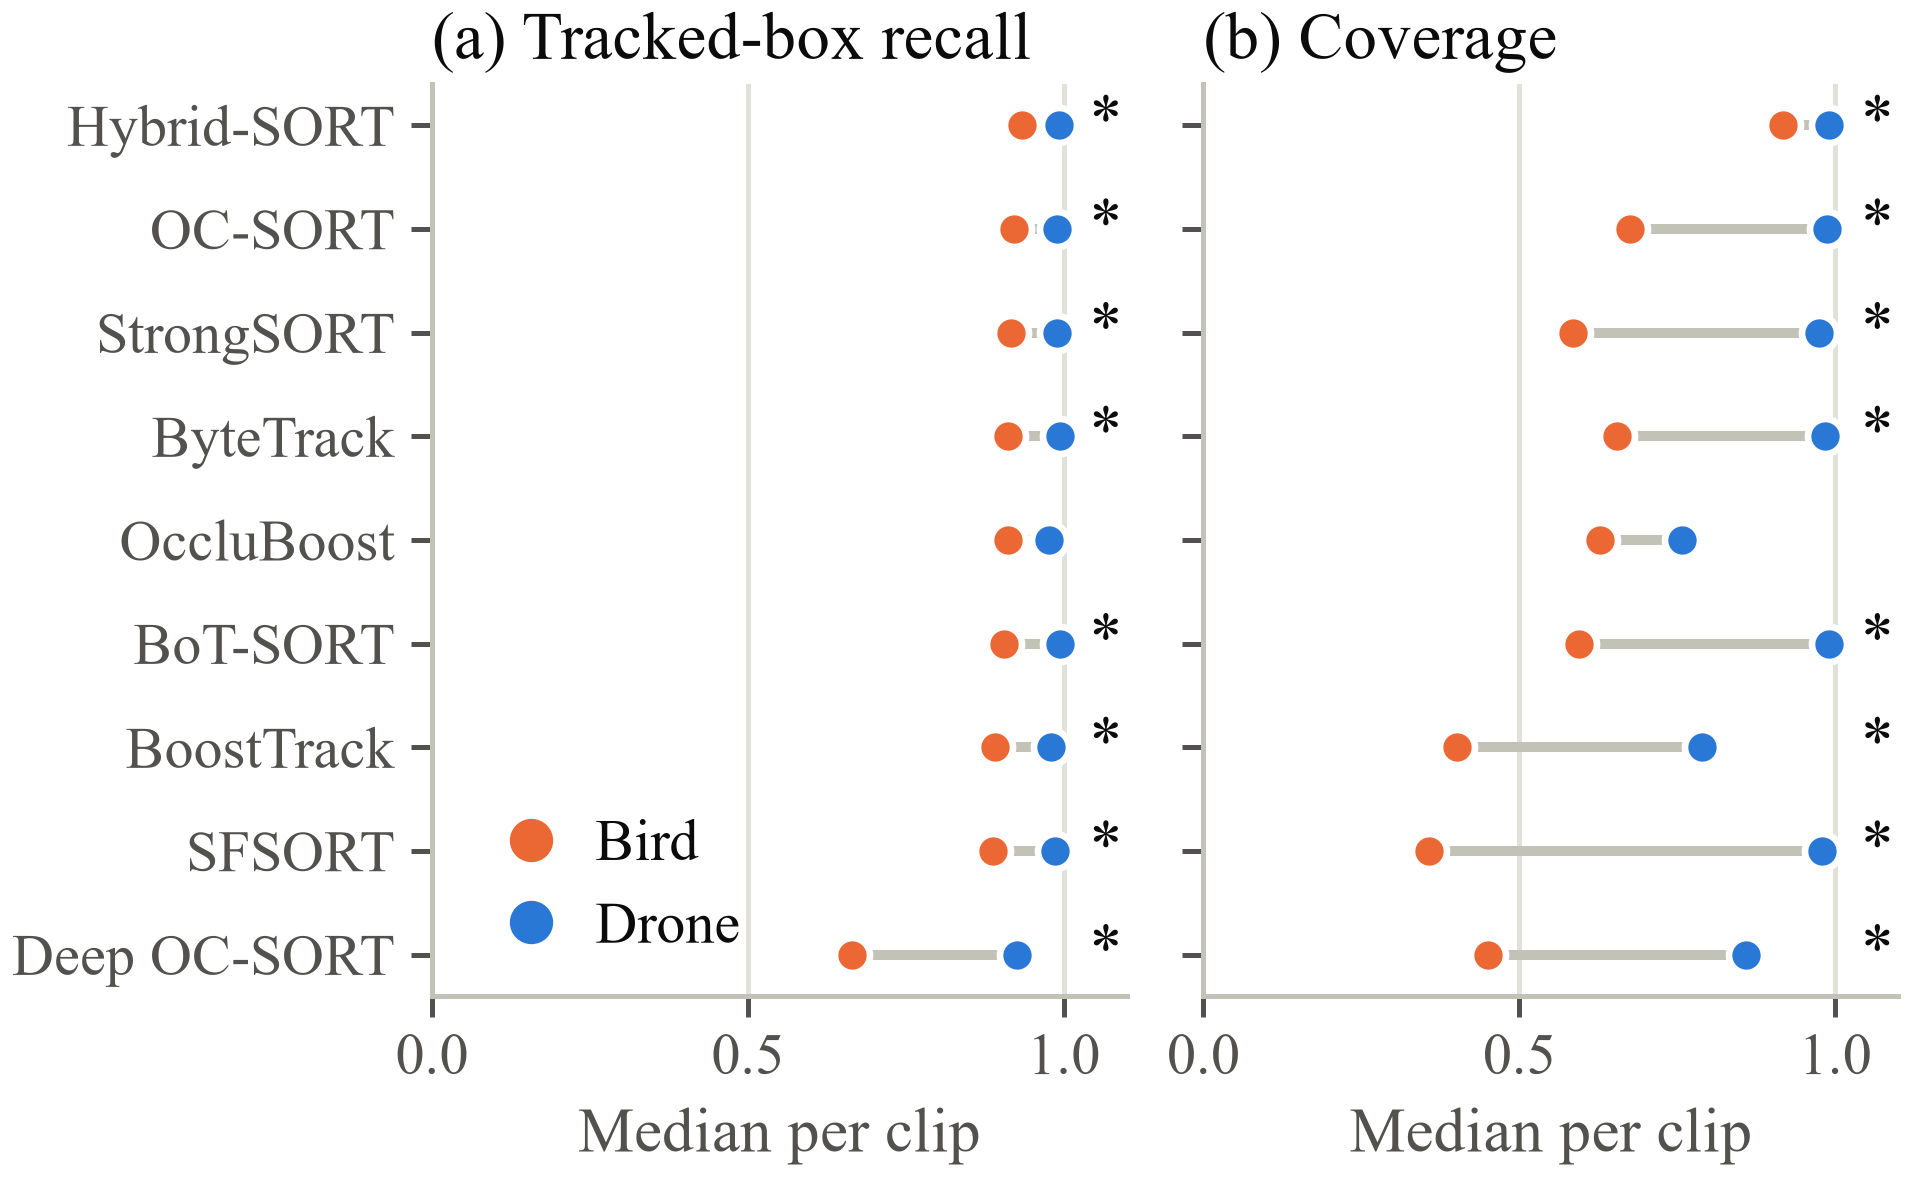 (a) Tracked-box recall
(b) Coverage
Hybrid-SORT * *
OC-SORT * *
StrongSORT * *
ByteTrack * *
OccluBoost
BoT-SORT * *
BoostTrack * *
SFSORT * *
Deep OC-SORT * *
Bird
Drone
0.0 0.5 1.0
0.0 0.5 1.0
Median per clip
Median per clip